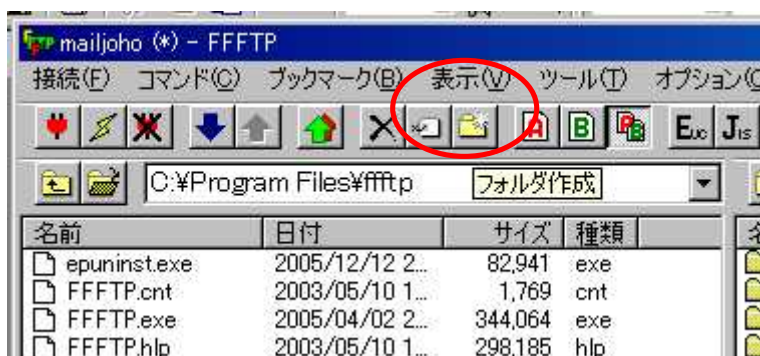 mailjoho (*) - FFFTP
接続(F) コマンド(C) ブックマーク(B) 表示(V) ツール(T) オプション(O
A B B Euc JIS
C:¥Program Files¥ffftp フォルダ作成
名前 日付 サイズ 種類 名
epuninst.exe 2005/12/12 2... 82,941 exe
FFFTP.cnt 2003/05/10 1... 1,769 cnt
FFFTP.exe 2005/04/02 2... 344,064 exe
FFFTP.hlp 2003/05/10 1... 298,185 hlp